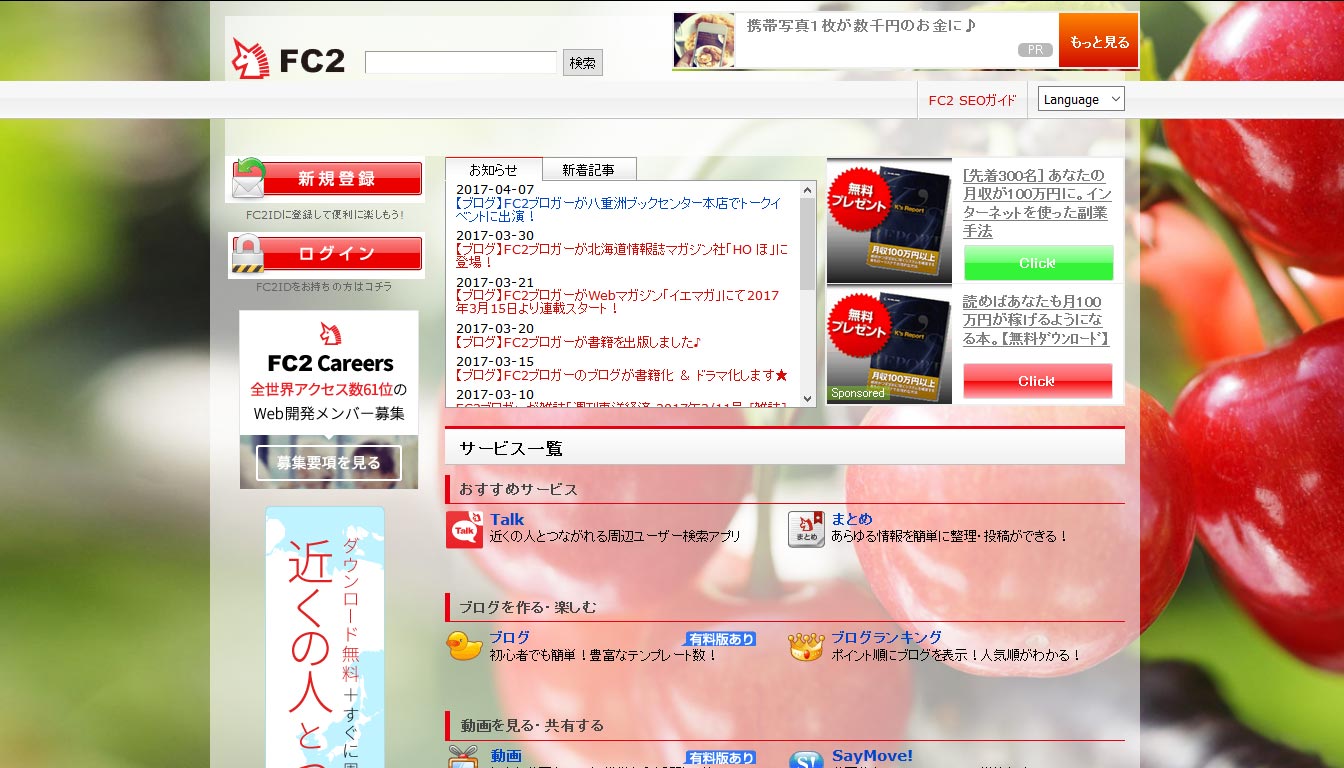 FC2
検索
携帯写真1枚が数千円のお金に♪
PR
もっと見る
FC2 SEOガイド
Language
新規登録
FC2IDに登録して便利に楽しもう!
ログイン
FC2IDをお持ちの方はコチラ
FC2 Careers
全世界アクセス数61位の
Web開発メンバー募集
募集要項を見る
ダウンロード無料+すぐに
近くの人と
お知らせ
新着記事
2017-04-07
【ブログ】FC2ブロガーが八重洲ブックセンター本店でトークイ
ベントに出演！
2017-03-30
【ブログ】FC2ブロガーが北海道情報誌マガジン社「HO ほ」に
登場！
2017-03-21
【ブログ】FC2ブロガーがWebマガジン「イエマガ」にて2017
年3月15日より連載スタート！
2017-03-20
【ブログ】FC2ブロガーが書籍を出版しました♪
2017-03-15
【ブログ】FC2ブロガーのブログが書籍化 ＆ ドラマ化します★
2017-03-10
無料
プレゼント
K's Report
月収100万円以上
[先着300名] あなたの
月収が100万円に。イン
ターネットを使った副業
手法
Click!
無料
プレゼント
K's Report
月収100万円以上
Sponsored
読めばあなたも月100
万円が稼げるようにな
る本。【無料ﾀﾞｳﾝﾛｰﾄﾞ】
Click!
サービス一覧
おすすめサービス
Talk
Talk
近くの人とつながれる周辺ユーザー検索アプリ
まとめ
まとめ
あらゆる情報を簡単に整理・投稿ができる！
ブログを作る・楽しむ
ブログ
有料版あり
初心者でも簡単！豊富なテンプレート数！
ブログランキング
ポイント順にブログを表示！人気順がわかる！
動画を見る・共有する
動画
有料版あり
S!
SayMove!